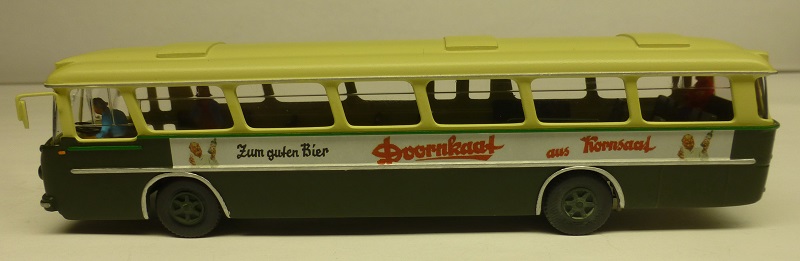 Zum guten Bier Doornkaat aus Kornsaat